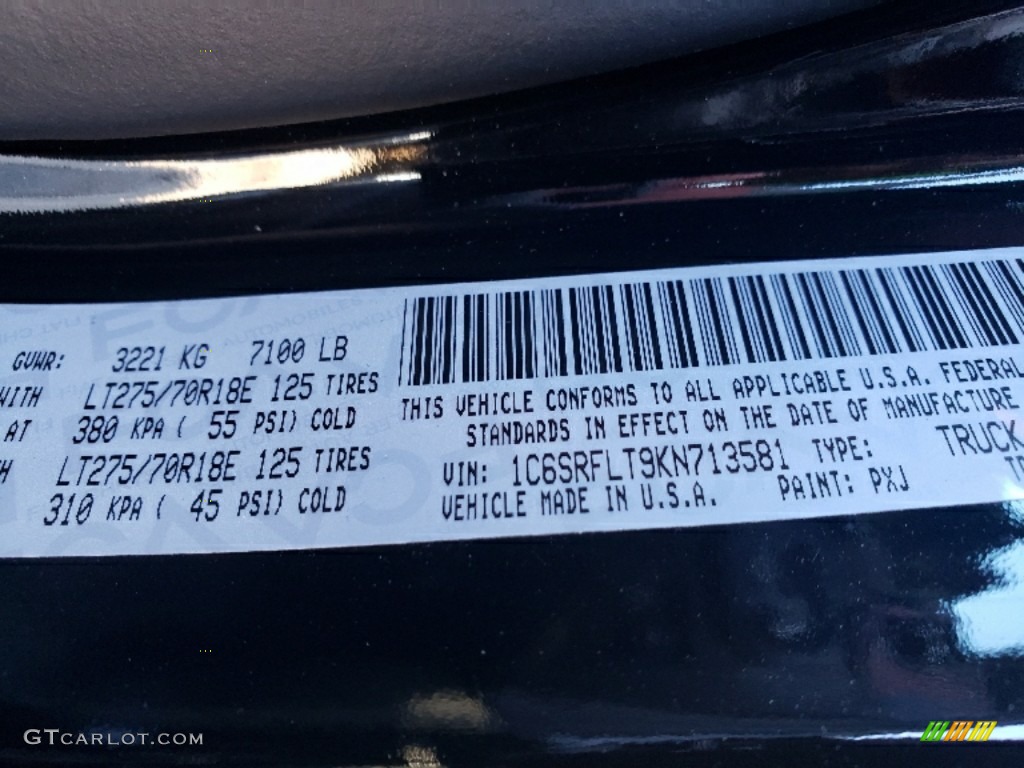 GVWR: 3221 KG 7100 LB
WITH LT275/70R18E 125 TIRES
AT 380 KPA ( 55 PSI) COLD
LT275/70R18E 125 TIRES
310 KPA ( 45 PSI) COLD
THIS VEHICLE CONFORMS TO ALL APPLICABLE U.S.A. FEDERAL
STANDARDS IN EFFECT ON THE DATE OF MANUFACTURE
VIN: 1C6SRFLT9KN713581 TYPE: TRUCK
VEHICLE MADE IN U.S.A. PAINT: PXJ
GTCARLOT.COM